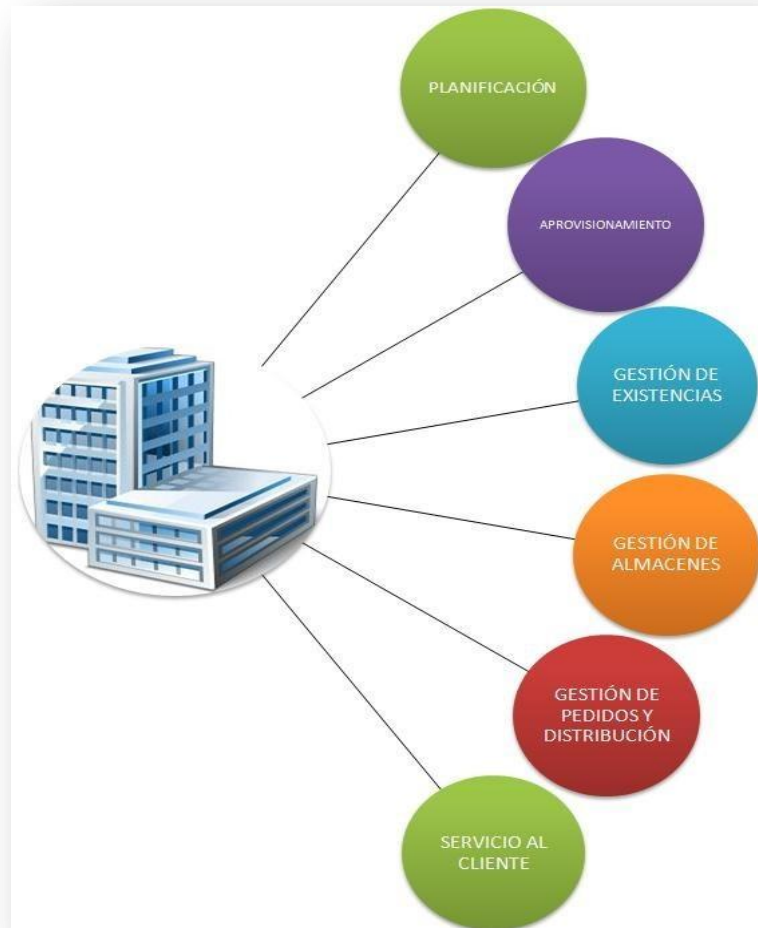 PLANIFICACIÓN
APROVISIONAMIENTO
GESTIÓN DE
EXISTENCIAS
GESTIÓN DE
ALMACENES
GESTIÓN DE
PEDIDOS Y
DISTRIBUCIÓN
SERVICIO AL
CLIENTE